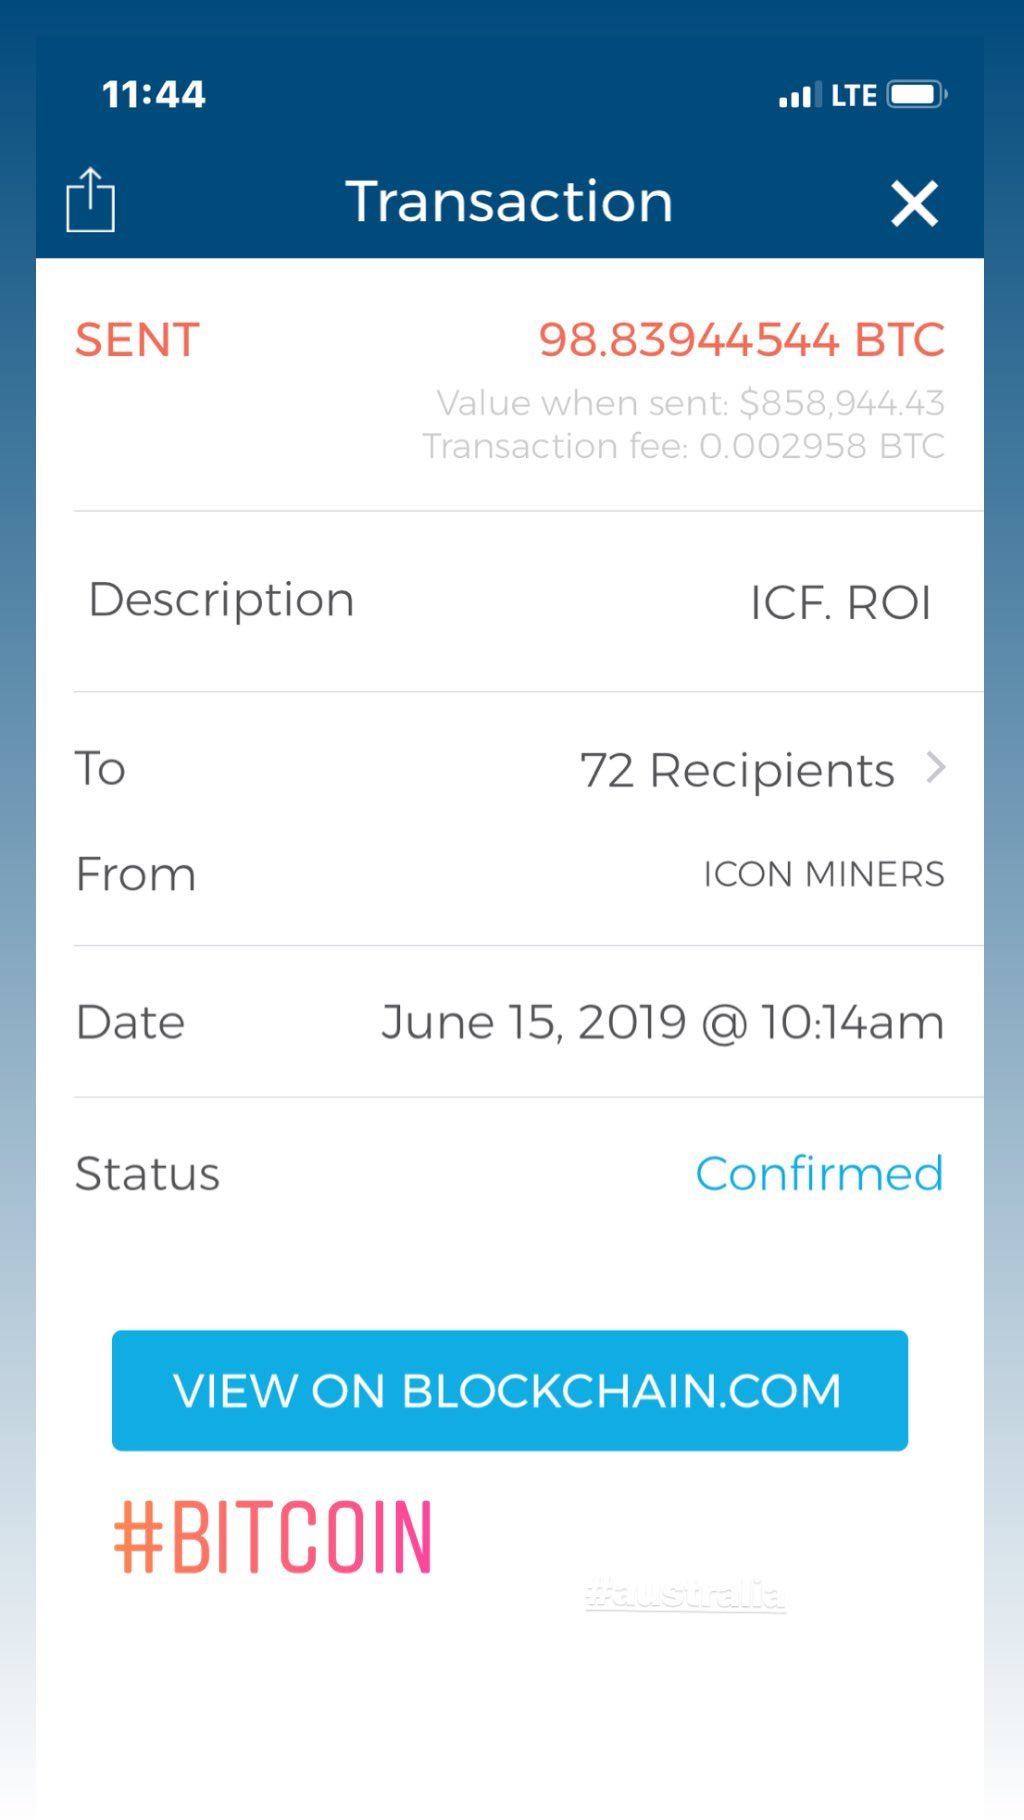 11:44 LTE
Transaction
SENT 98.83944544 BTC
Value when sent: $858,944.43
Transaction fee: 0.002958 BTC
Description ICF. ROI
To 72 Recipients
From ICON MINERS
Date June 15, 2019 @ 10:14am
Status Confirmed
VIEW ON BLOCKCHAIN.COM
#BITCOIN
#australia